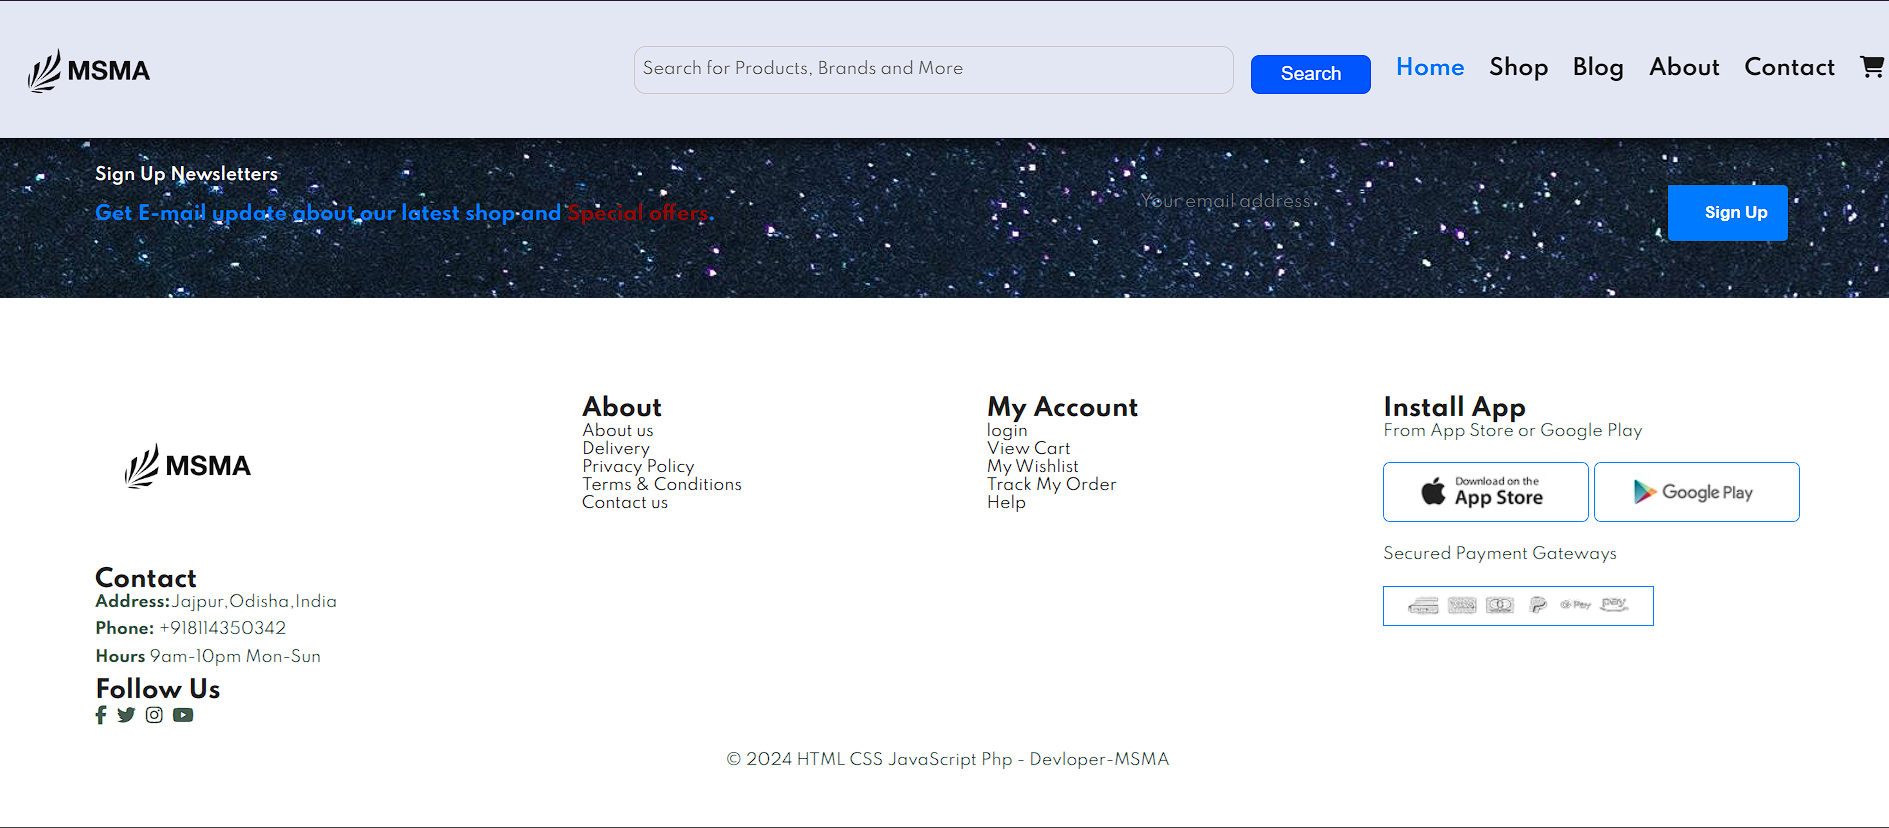 MSMA
Search for Products, Brands and More
Search
Home Shop Blog About Contact
Sign Up Newsletters
Get E-mail update about our latest shop and Special offers.
Your email address
Sign Up
MSMA
Contact
Address:Jajpur,Odisha,India
Phone: +918114350342
Hours 9am-10pm Mon-Sun
Follow Us
About
About us
Delivery
Privacy Policy
Terms & Conditions
Contact us
My Account
login
View Cart
My Wishlist
Track My Order
Help
Install App
From App Store or Google Play
Download on the
App Store
Google Play
Secured Payment Gateways
© 2024 HTML CSS JavaScript Php - Devloper-MSMA